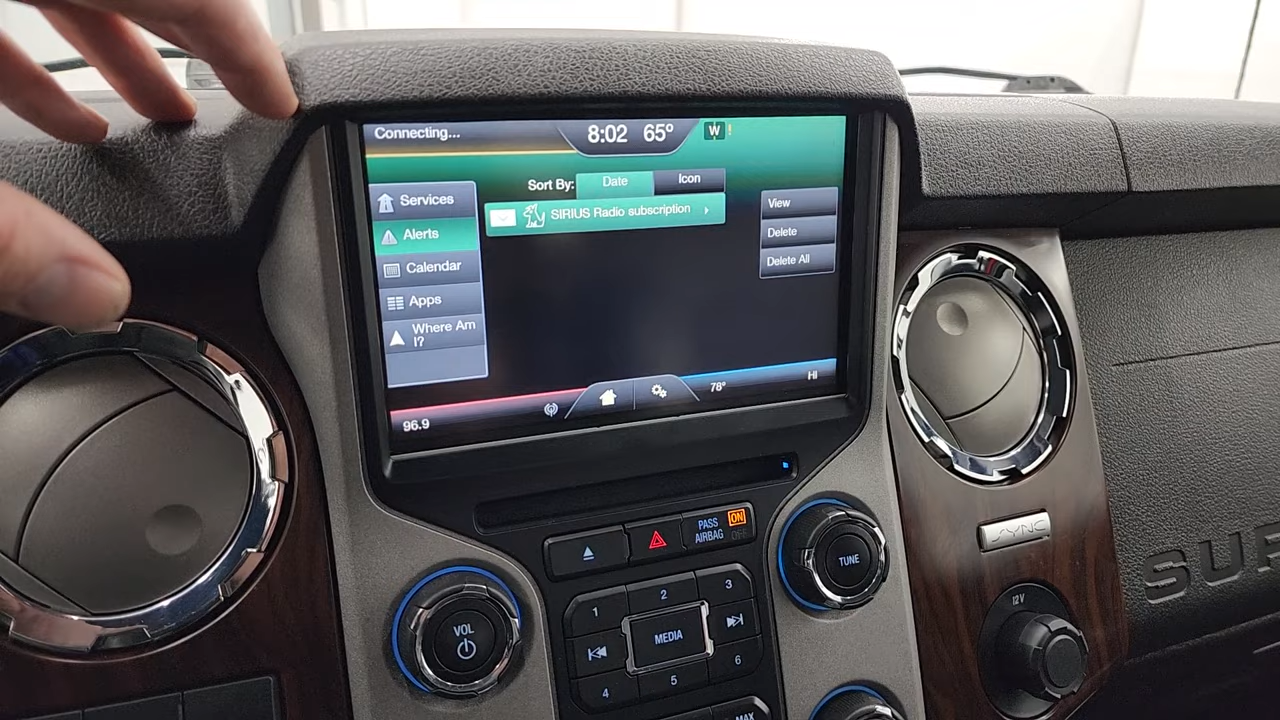 Connecting...
8:02 65°
W !
Sort By: Date Icon
Services
SIRIUS Radio subscription
View
Alerts
Delete
Calendar
Delete All
Apps
Where Am
I?
96.9
78°
HI
PASS
AIRBAG
ON
OFF
VOL
TUNE
SYNC
12V
1 2 3
MEDIA
4 5 6
MAX